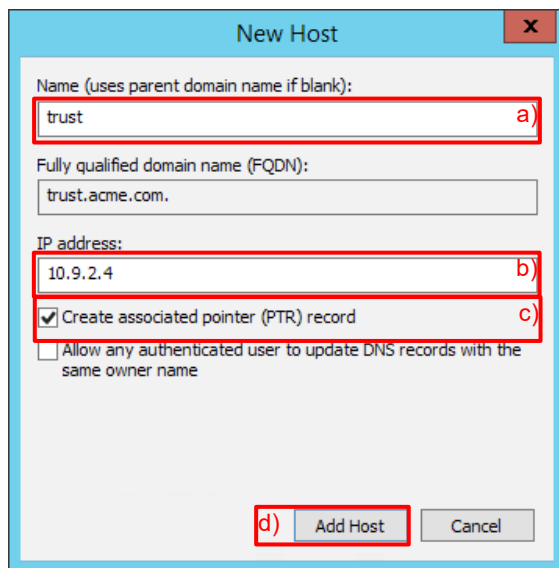 New Host
x
Name (uses parent domain name if blank):
trust a)
Fully qualified domain name (FQDN):
trust.acme.com.
IP address:
10.9.2.4 b)
Create associated pointer (PTR) record c)
Allow any authenticated user to update DNS records with the
same owner name
d) Add Host Cancel